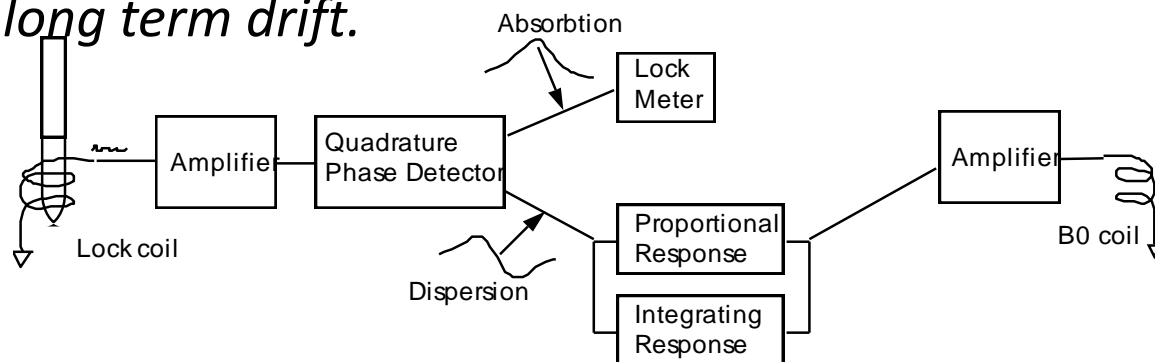 long term drift.
Absorbtion
Lock
Meter
Amplifier
Quadrature
Phase Detector
Amplifier
Lock coil
Proportional
Response
B0 coil
Dispersion
Integrating
Response